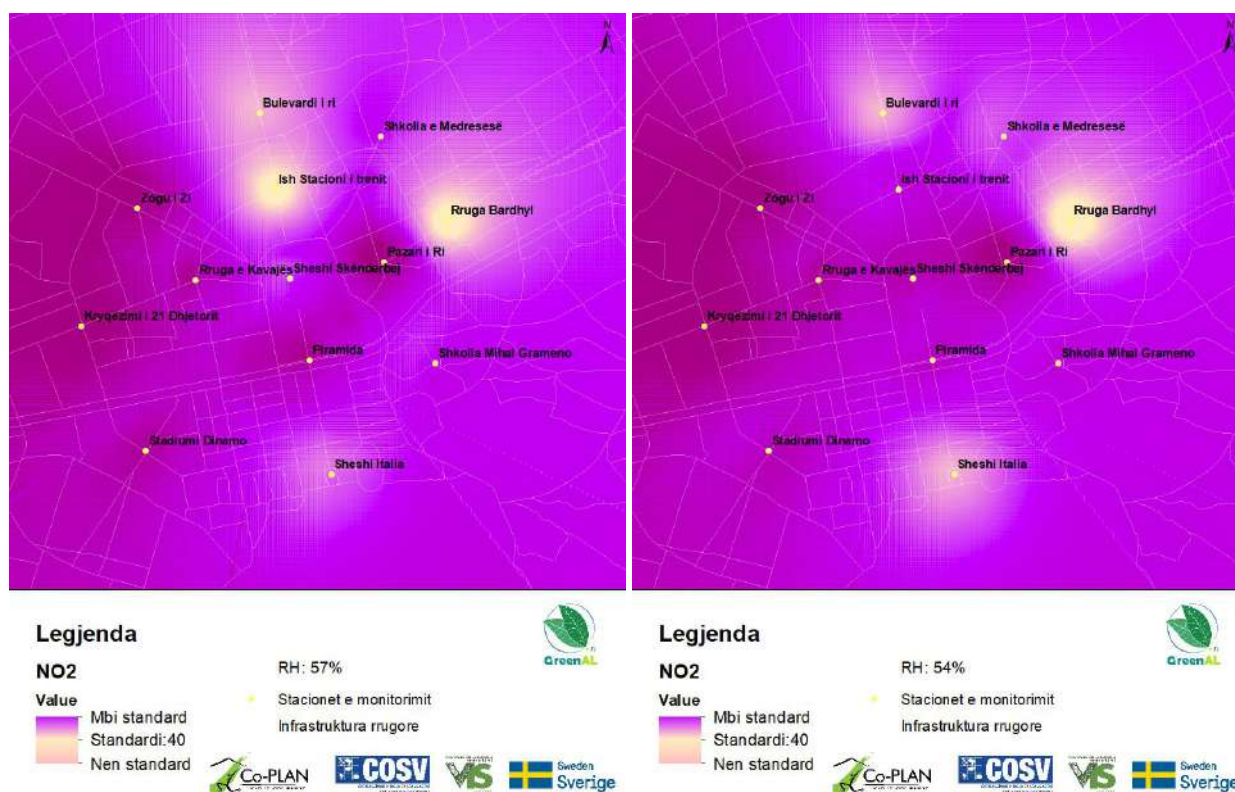 N
Bulevardi i ri
Shkolla e Medresesë
Ish Stacioni i trenit
Zogu i Zi
Rruga Bardhyl
Pazari i Ri
Rruga e Kavajës
Sheshi Skënderbej
Kryqezimi i 21 Dhjetorit
Piramida
Shkolla Mihal Grameno
Stadiumi Dinamo
Sheshi Italia
Legjenda
NO2
RH: 57%
GreenAL
Value
Mbi standard
Standardi:40
Nen standard
Stacionet e monitorimit
Infrastruktura rrugore
Co-PLAN
COSV
VIS
Sweden
Sverige
N
Bulevardi i ri
Shkolla e Medresesë
Ish Stacioni i trenit
Zogu i Zi
Rruga Bardhyl
Pazari i Ri
Rruga e Kavajës
Sheshi Skënderbej
Kryqezimi i 21 Dhjetorit
Piramida
Shkolla Mihal Grameno
Stadiumi Dinamo
Sheshi Italia
Legjenda
NO2
RH: 54%
GreenAL
Value
Mbi standard
Standardi:40
Nen standard
Stacionet e monitorimit
Infrastruktura rrugore
Co-PLAN
COSV
VIS
Sweden
Sverige